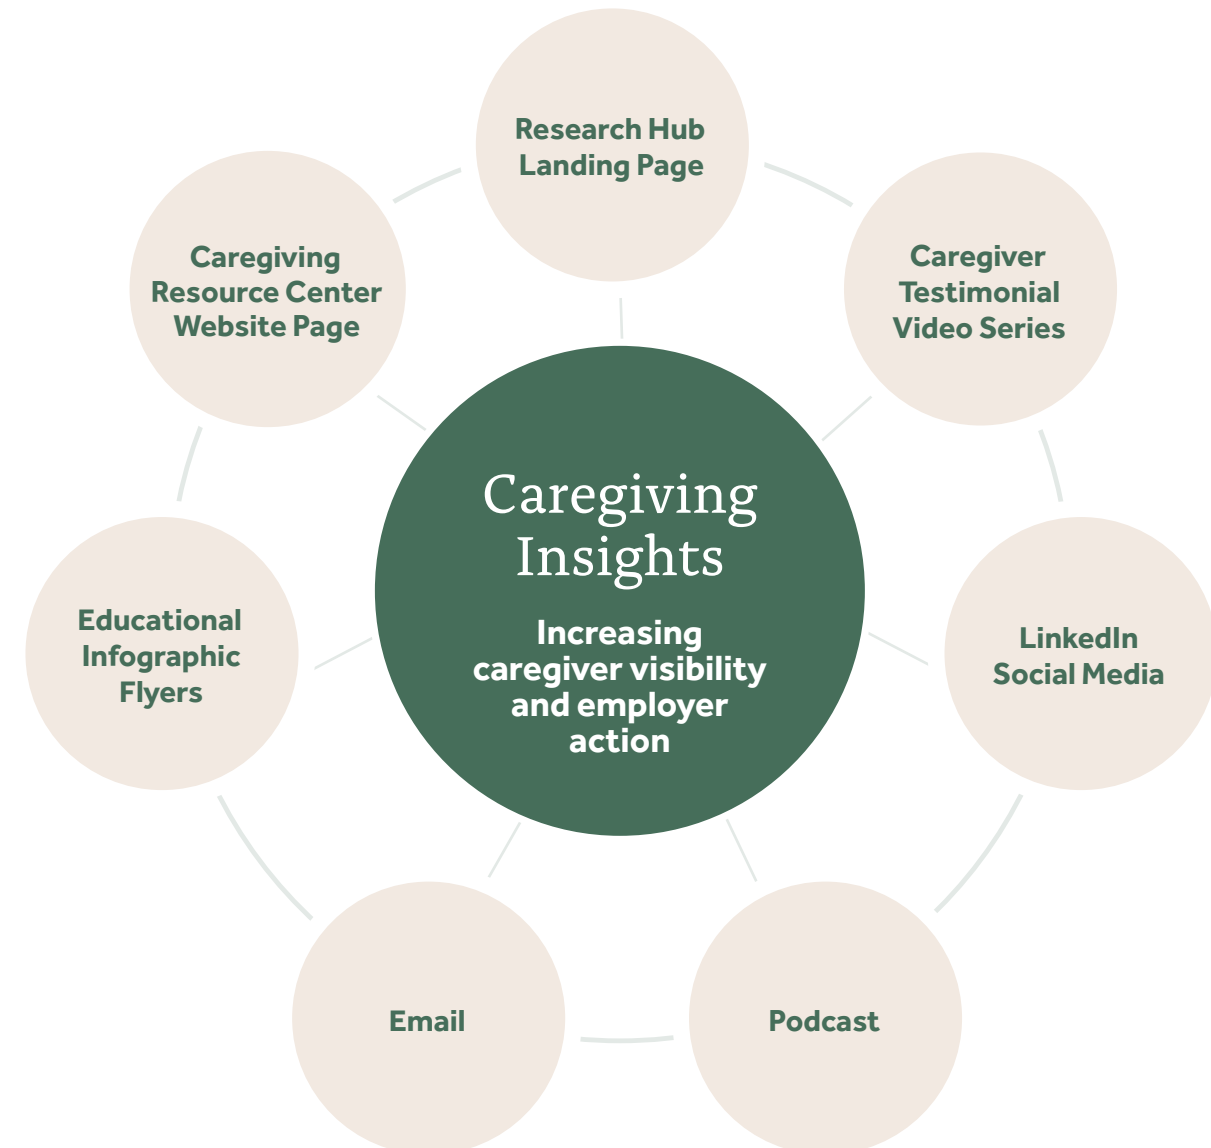 Research Hub
Landing Page
Caregiving
Resource Center
Website Page
Caregiver
Testimonial
Video Series
Caregiving
Insights
Increasing
caregiver visibility
and employer
action
Educational
Infographic
Flyers
LinkedIn
Social Media
Email
Podcast